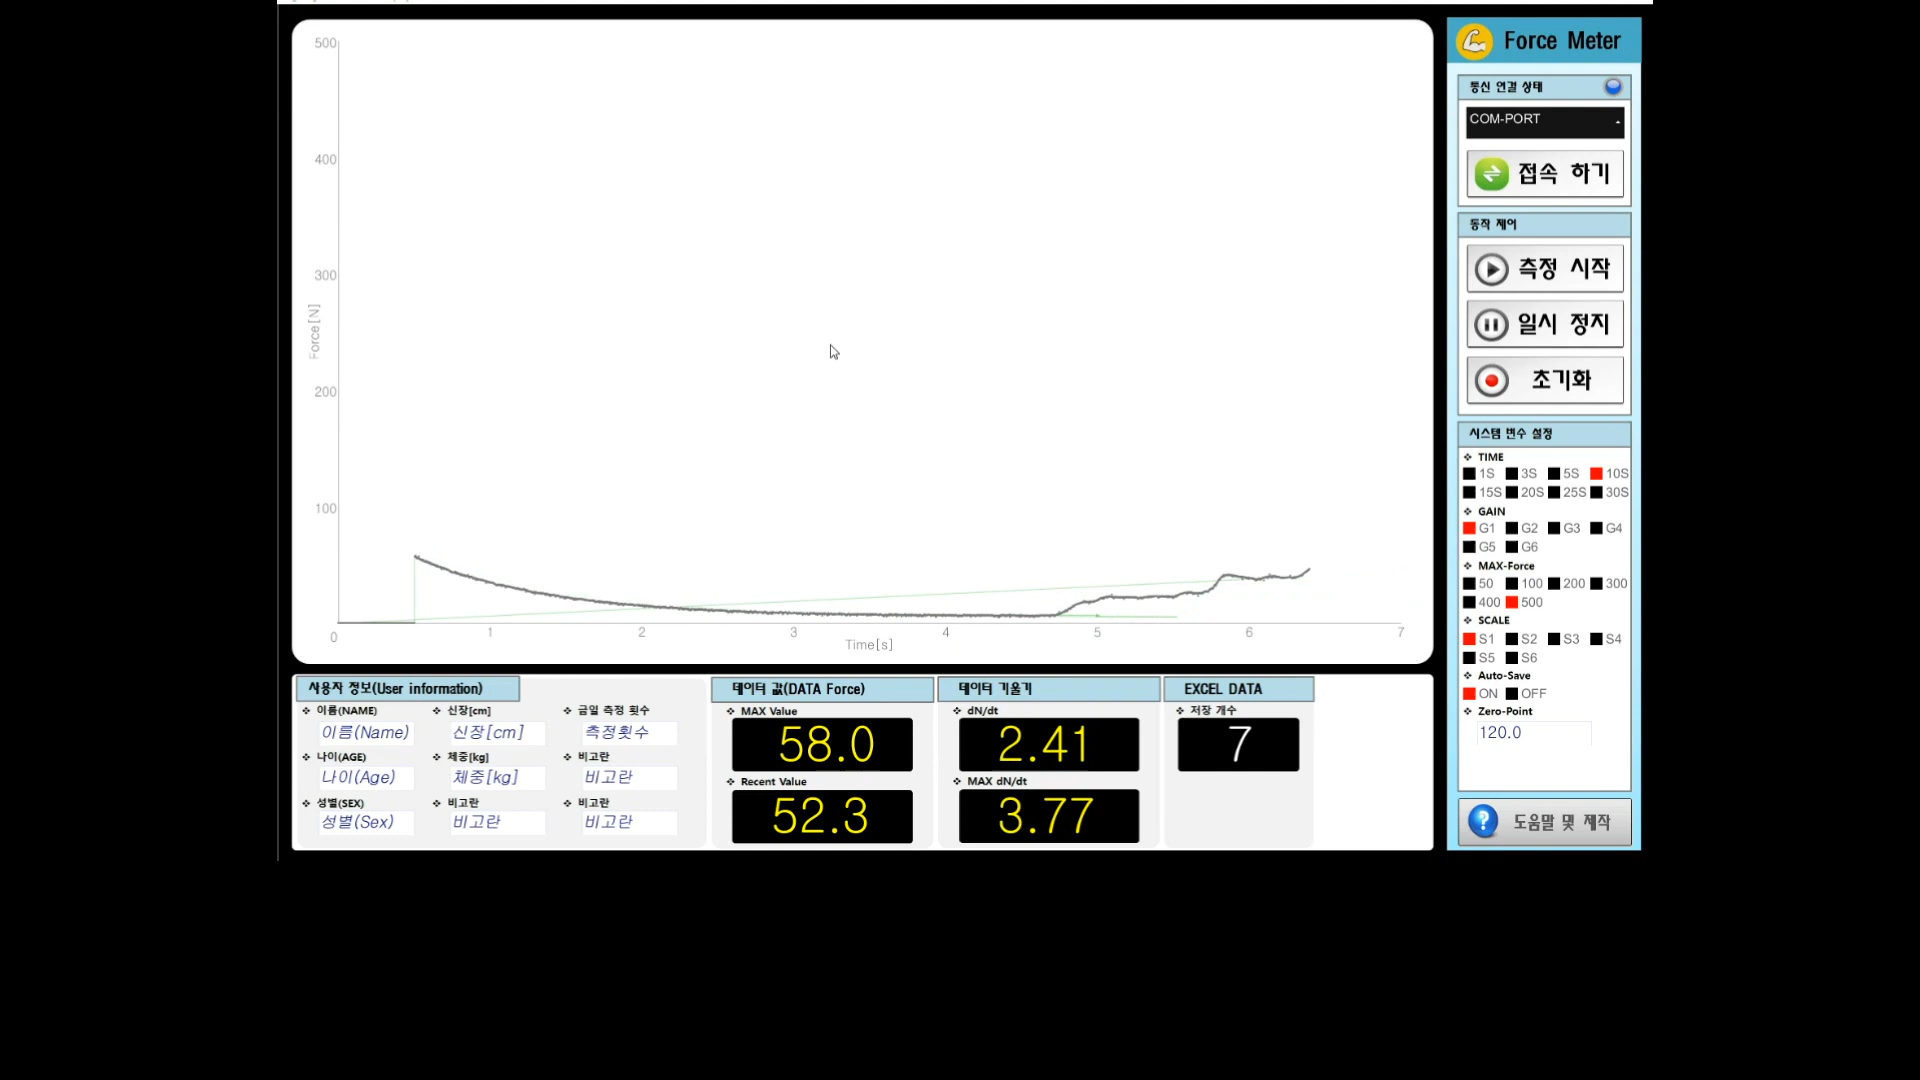 500
400
300
200
100
0
1
2
3
4
5
6
7
Force[N]
Time[s]
Force Meter
통신 연결 상태
COM-PORT
접속 하기
동작 제어
측정 시작
일시 정지
초기화
시스템 변수 설정
TIME
1S 3S 5S 10S
15S 20S 25S 30S
GAIN
G1 G2 G3 G4
G5 G6
MAX-Force
50 100 200 300
400 500
SCALE
S1 S2 S3 S4
S5 S6
Auto-Save
ON OFF
Zero-Point
120.0
도움말 및 제작
사용자 정보(User information)
이름(NAME) 신장[cm] 금일 측정 횟수
이름(Name) 신장[cm] 측정횟수
나이(AGE) 체중[kg] 비고란
나이(Age) 체중[kg] 비고란
성별(SEX) 비고란 비고란
성별(Sex) 비고란 비고란
데이터 값(DATA Force)
MAX Value
58.0
Recent Value
52.3
데이터 기울기
dN/dt
2.41
MAX dN/dt
3.77
EXCEL DATA
저장 개수
7